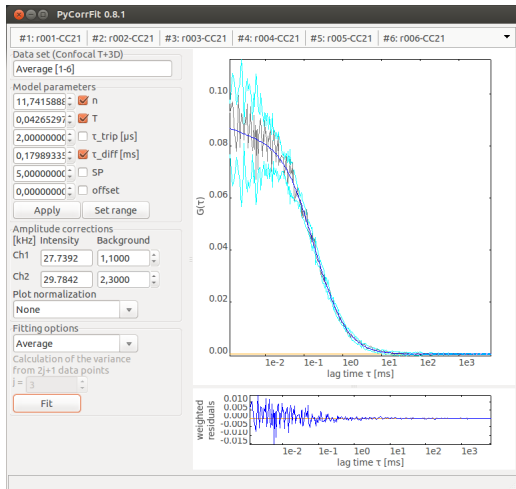 PyCorrFit 0.8.1
#1: r001-CC21 #2: r002-CC21 #3: r003-CC21 #4: r004-CC21 #5: r005-CC21 #6: r006-CC21
Data set (Confocal T+3D)
Average [1-6]
Model parameters
11,7415888 n
0,04265297 T
2,00000000 τ_trip [µs]
0,17989335 τ_diff [ms]
5,00000000 SP
0,00000000 offset
Apply Set range
Amplitude corrections
[kHz] Intensity Background
Ch1 27.7392 1,1000
Ch2 29.7842 2,3000
Plot normalization
None
Fitting options
Average
Calculation of the variance
from 2j+1 data points
j = 3
Fit
G(τ)
0.10
0.08
0.06
0.04
0.02
0.00
1e-2 1e-1 1e0 1e1 1e2 1e3
lag time τ [ms]
weighted
residuals
0.010
0.005
0.000
-0.005
-0.010
-0.015
1e-2 1e-1 1e0 1e1 1e2 1e3
lag time τ [ms]